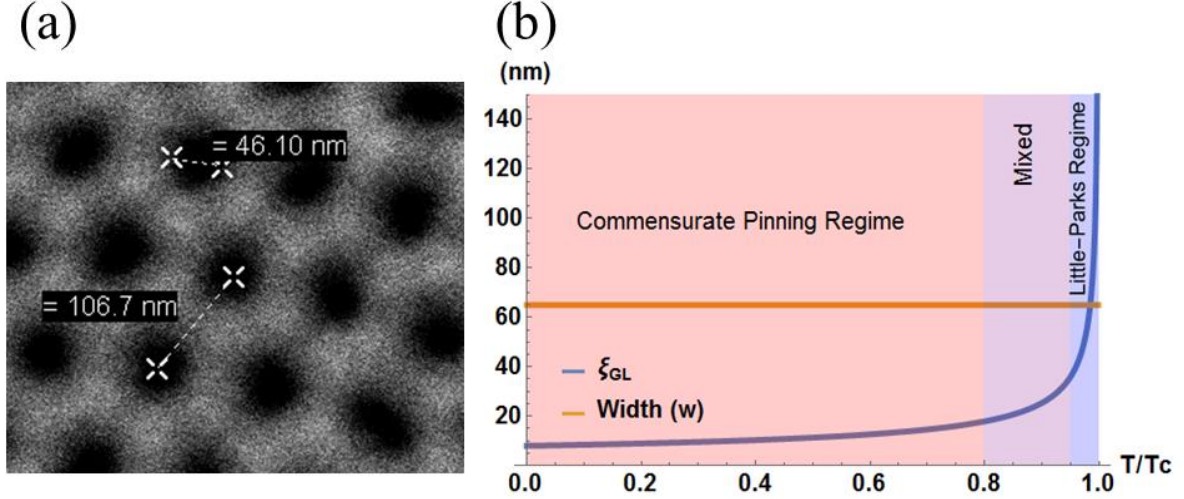 (a)
(b)
= 46.10 nm
= 106.7 nm
(nm)
140
120
100
80
60
40
20
Commensurate Pinning Regime
Mixed
Little-Parks Regime
ξGL
Width (w)
0.0 0.2 0.4 0.6 0.8 1.0 T/Tc